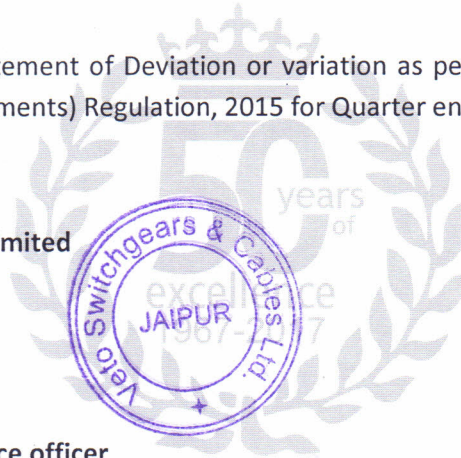 tement of Deviation or variation as pe
ments) Regulation, 2015 for Quarter en
50
years
of
excellence
1967-2017
mited
Veto Switchgears & Cables Ltd.
JAIPUR
ce officer